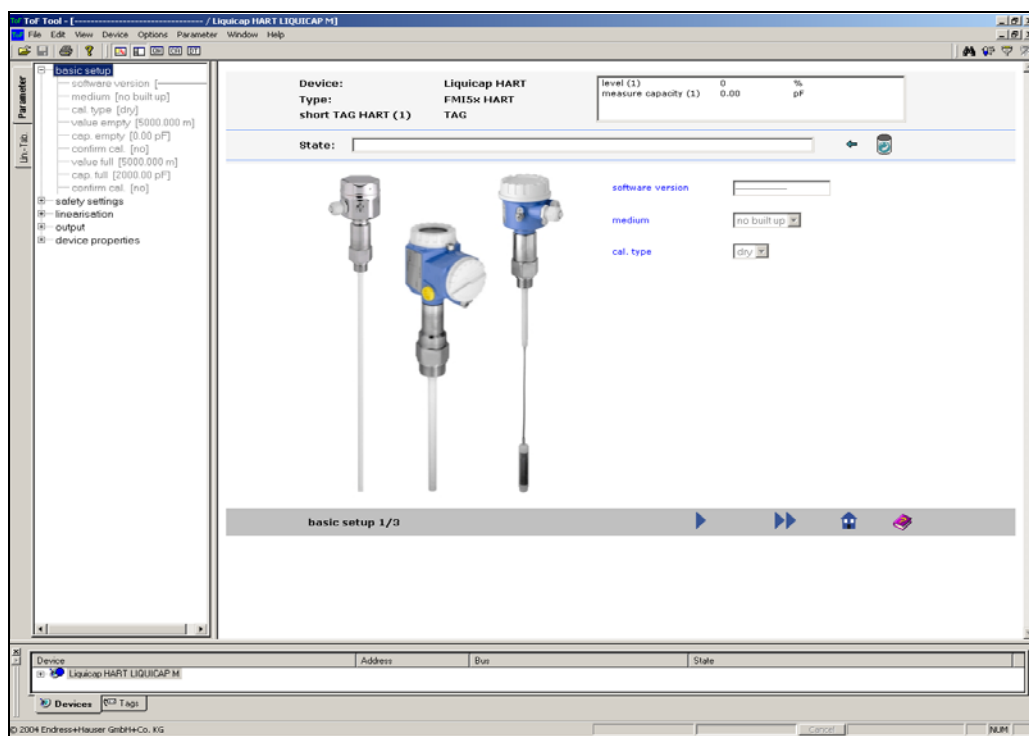 ToF Tool - [-------------------------------- / Liquicap HART LIQUICAP M]
File Edit View Device Options Parameter Window Help
Parameter
Lin.-Tab.
basic setup
software version [
medium [no built up]
cal. type [dry]
value empty [5000.000 m]
cap. empty [0.00 pF]
confirm cal. [no]
value full [5000.000 m]
cap. full [2000.00 pF]
confirm cal. [no]
safety settings
linearisation
output
device properties
Device: Liquicap HART
Type: FMI5x HART
short TAG HART (1) TAG
level (1) 0 %
measure capacity (1) 0.00 pF
State:
software version
medium no built up
cal. type dry
basic setup 1/3
Device Address Bus State
Liquicap HART LIQUICAP M
Devices Tags
© 2004 Endress+Hauser GmbH+Co. KG
Cancel
NUM